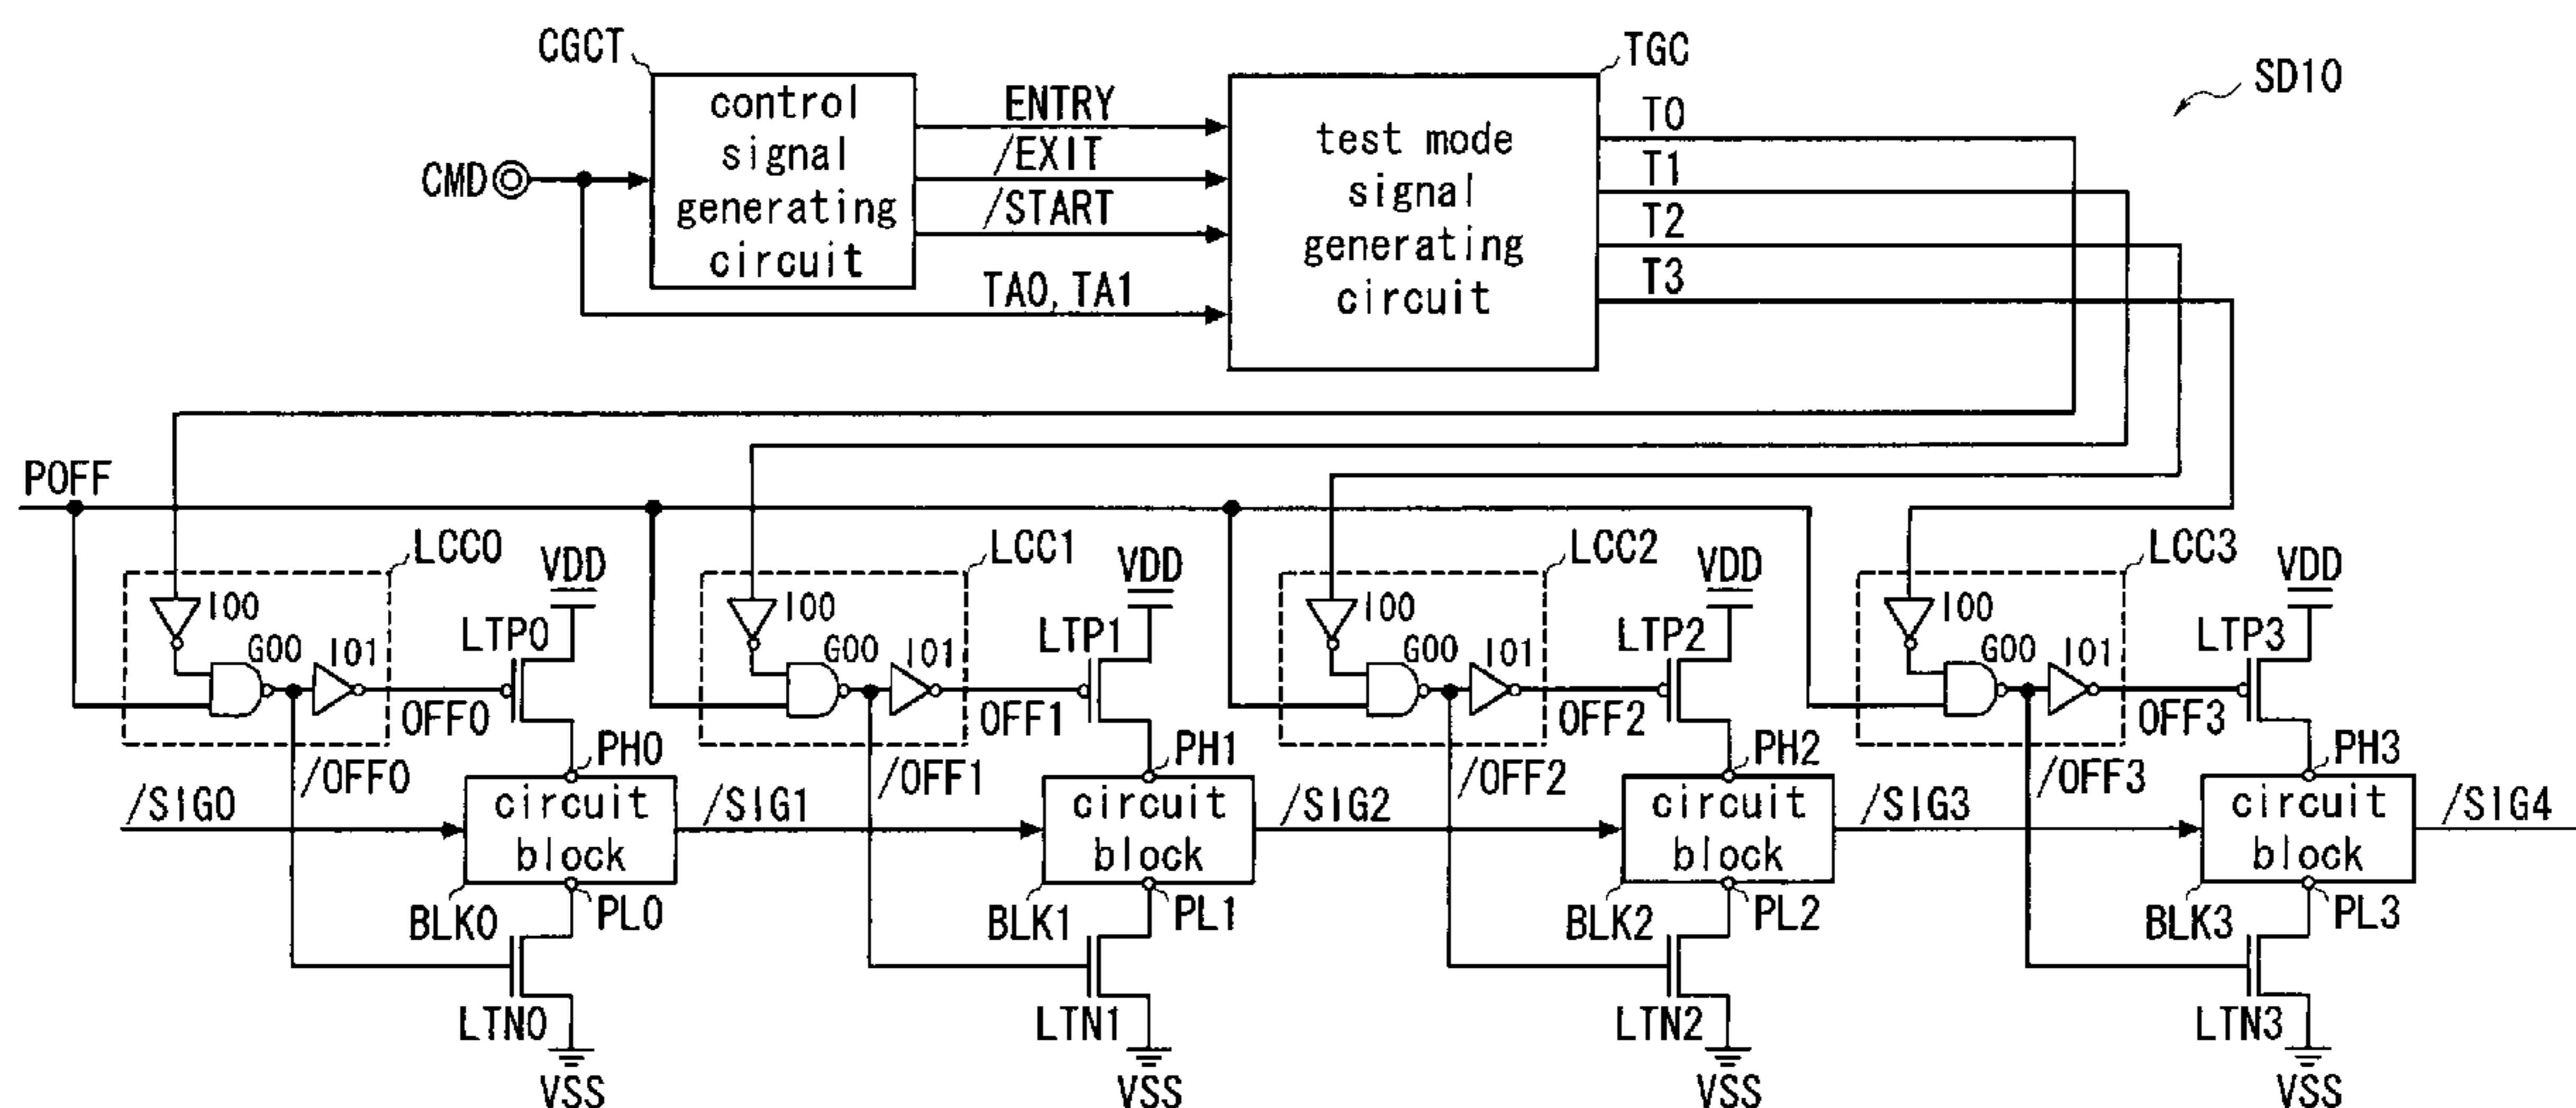 CGCT
TGC
SD10
control
signal
generating
circuit
ENTRY
/EXIT
/START
TA0, TA1
CMD
test mode
signal
generating
circuit
T0
T1
T2
T3
POFF
LCC0
VDD
I00
G00
I01
LTP0
OFF0
PH0
/OFF0
/SIG0
circuit
block
BLK0
PL0
LTN0
VSS
LCC1
VDD
I00
G00
I01
LTP1
OFF1
PH1
/OFF1
/SIG1
circuit
block
BLK1
PL1
LTN1
VSS
LCC2
VDD
I00
G00
I01
LTP2
OFF2
PH2
/OFF2
/SIG2
circuit
block
BLK2
PL2
LTN2
VSS
LCC3
VDD
I00
G00
I01
LTP3
OFF3
PH3
/OFF3
/SIG3
circuit
block
BLK3
PL3
LTN3
VSS
/SIG4